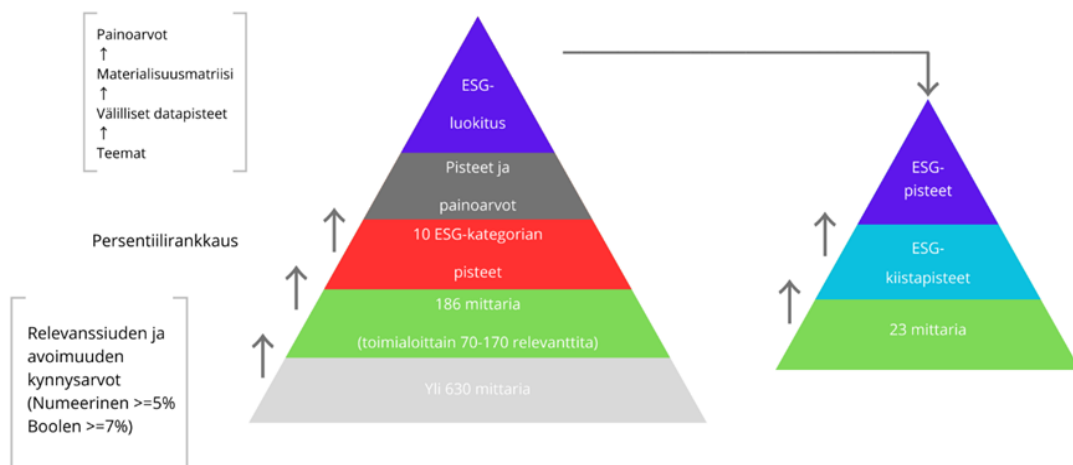 Painoarvot
↑
Materialisuusmatriisi
↑
Välilliset datapisteet
↑
Teemat
Persentiilirankkaus
Relevanssiuden ja
avoimuuden
kynnysarvot
(Numeerinen >=5%
Boolen >=7%)
ESG-
luokitus
Pisteet ja
painoarvot
10 ESG-kategorian
pisteet
186 mittaria
(toimialoittain 70-170 relevanttita)
Yli 630 mittaria
ESG-
pisteet
ESG-
kiistapisteet
23 mittaria